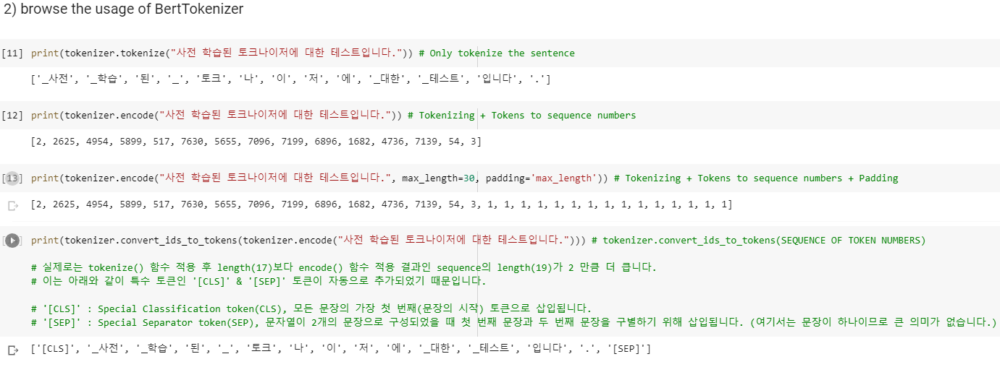 2) browse the usage of BertTokenizer
[11] print(tokenizer.tokenize("사전 학습된 토크나이저에 대한 테스트입니다.")) # Only tokenize the sentence
['_사전', '_학습', '된', '_', '토크', '나', '이', '저', '에', '_대한', '_테스트', '입니다', '.']
[12] print(tokenizer.encode("사전 학습된 토크나이저에 대한 테스트입니다.")) # Tokenizing + Tokens to sequence numbers
[2, 2625, 4954, 5899, 517, 7630, 5655, 7096, 7199, 6896, 1682, 4736, 7139, 54, 3]
[13] print(tokenizer.encode("사전 학습된 토크나이저에 대한 테스트입니다.", max_length=30, padding='max_length')) # Tokenizing + Tokens to sequence numbers + Padding
[2, 2625, 4954, 5899, 517, 7630, 5655, 7096, 7199, 6896, 1682, 4736, 7139, 54, 3, 1, 1, 1, 1, 1, 1, 1, 1, 1, 1, 1, 1, 1, 1, 1]
print(tokenizer.convert_ids_to_tokens(tokenizer.encode("사전 학습된 토크나이저에 대한 테스트입니다."))) # tokenizer.convert_ids_to_tokens(SEQUENCE OF TOKEN NUMBERS)
# 실제로는 tokenize() 함수 적용 후 length(17)보다 encode() 함수 적용 결과인 sequence의 length(19)가 2 만큼 더 큽니다.
# 이는 아래와 같이 특수 토큰인 '[CLS]' & '[SEP]' 토큰이 자동으로 추가되었기 때문입니다.
# '[CLS]' : Special Classification token(CLS), 모든 문장의 가장 첫 번째(문장의 시작) 토큰으로 삽입됩니다.
# '[SEP]' : Special Separator token(SEP), 문자열이 2개의 문장으로 구성되었을 때 첫 번째 문장과 두 번째 문장을 구별하기 위해 삽입됩니다. (여기서는 문장이 하나이므로 큰 의미가 없습니다.)
['[CLS]', '_사전', '_학습', '된', '_', '토크', '나', '이', '저', '에', '_대한', '_테스트', '입니다', '.', '[SEP]']